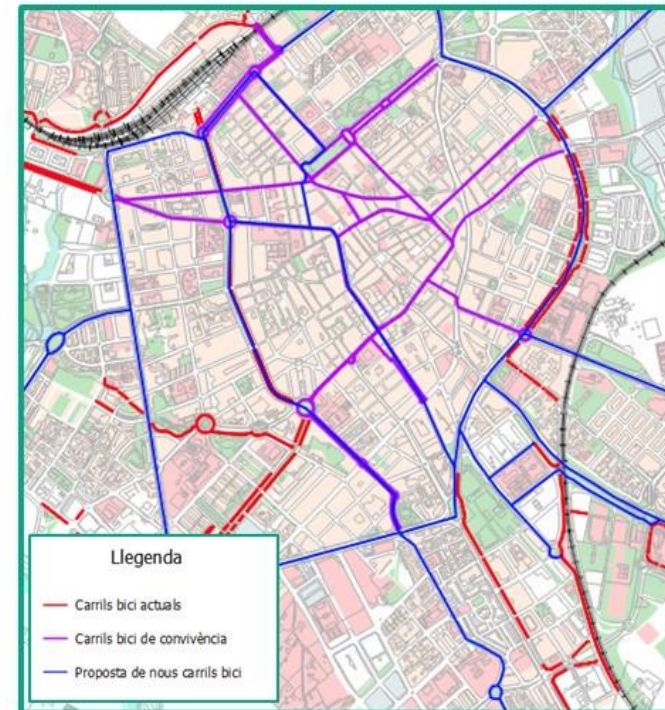 Llegenda
Carrils bici actuals
Carrils bici de convivència
Proposta de nous carrils bici